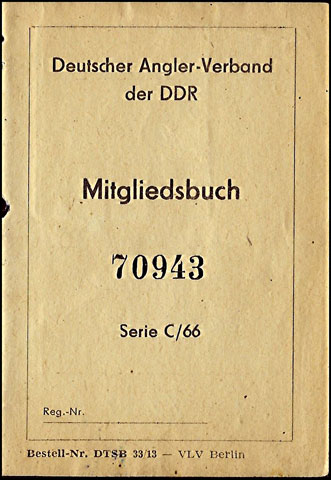 Deutscher Angler-Verband
der DDR
Mitgliedsbuch
70943
Serie C/66
Reg.-Nr.
Bestell-Nr. DTSB 33/13 — VLV Berlin